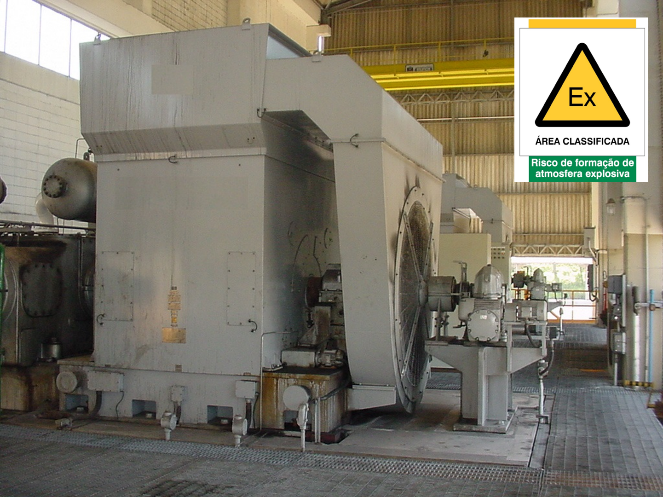 Ex
ÁREA CLASSIFICADA
Risco de formação de
atmosfera explosiva